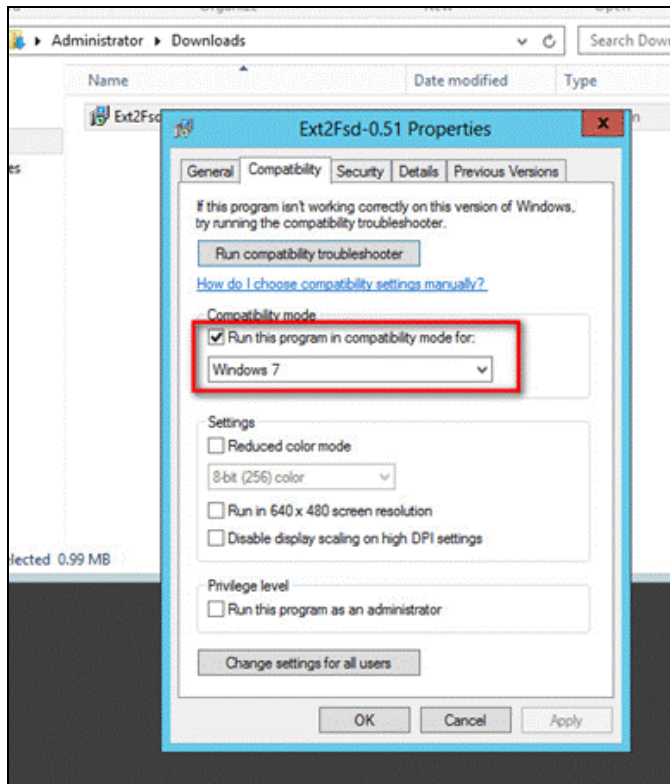 Administrator Downloads Search Dow
Name Date modified Type
Ext2Fsd
Ext2Fsd-0.51 Properties
x
General Compatibility Security Details Previous Versions
If this program isn't working correctly on this version of Windows,
try running the compatibility troubleshooter.
Run compatibility troubleshooter
How do I choose compatibility settings manually?
Compatibility mode
Run this program in compatibility mode for:
Windows 7
Settings
Reduced color mode
8-bit (256) color
Run in 640 x 480 screen resolution
Disable display scaling on high DPI settings
elected 0.99 MB
Privilege level
Run this program as an administrator
Change settings for all users
OK Cancel Apply